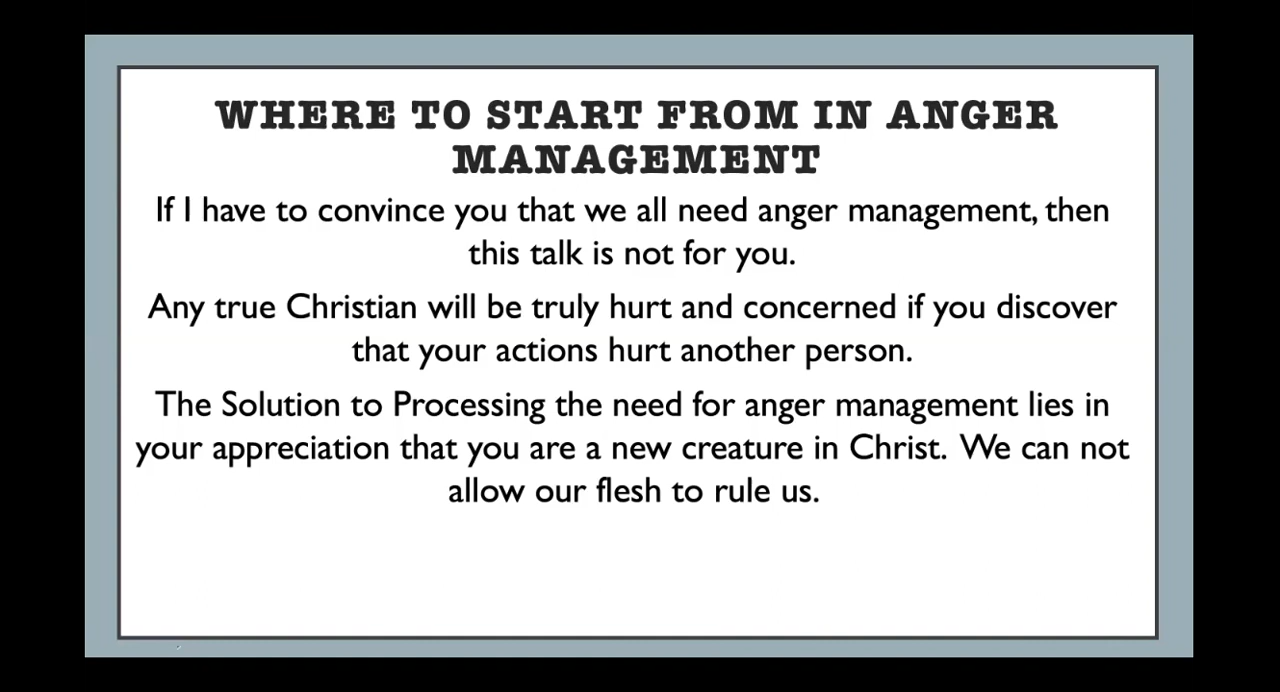 WHERE TO START FROM IN ANGER
MANAGEMENT
If I have to convince you that we all need anger management, then
this talk is not for you.
Any true Christian will be truly hurt and concerned if you discover
that your actions hurt another person.
The Solution to Processing the need for anger management lies in
your appreciation that you are a new creature in Christ.  We can not
allow our flesh to rule us.